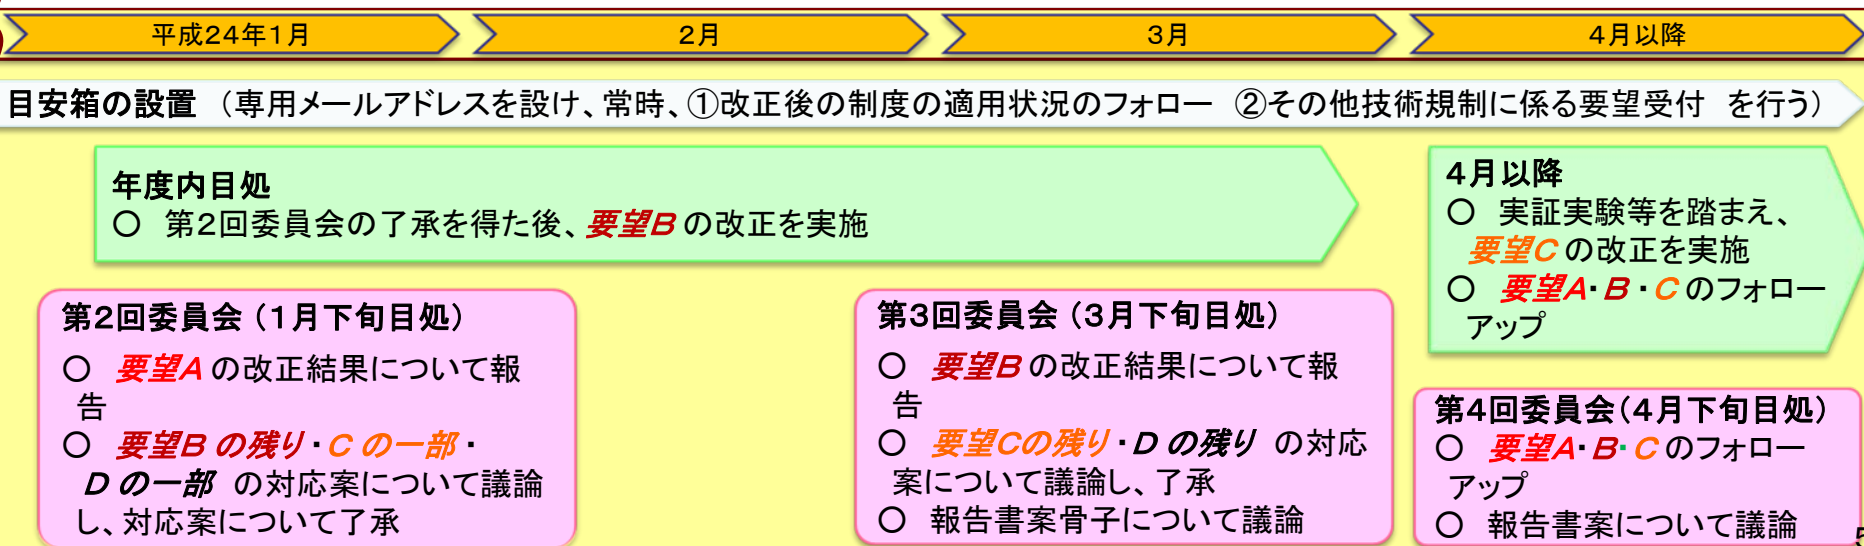 平成24年1月
2月
3月
4月以降
目安箱の設置 （専用メールアドレスを設け、常時、①改正後の制度の適用状況のフォロー ②その他技術規制に係る要望受付 を行う）
年度内目処
○ 第2回委員会の了承を得た後、要望Bの改正を実施
4月以降
○ 実証実験等を踏まえ、
要望Cの改正を実施
○ 要望A・B・Cのフォロー
アップ
第2回委員会（1月下旬目処）
○ 要望Aの改正結果について報
告
○ 要望Bの残り・Cの一部・
Dの一部 の対応案について議論
し、対応案について了承
第3回委員会（3月下旬目処）
○ 要望Bの改正結果について報
告
○ 要望Cの残り・Dの残り の対応
案について議論し、了承
○ 報告書案骨子について議論
第4回委員会（4月下旬目処）
○ 要望A・B・Cのフォロー
アップ
○ 報告書案について議論